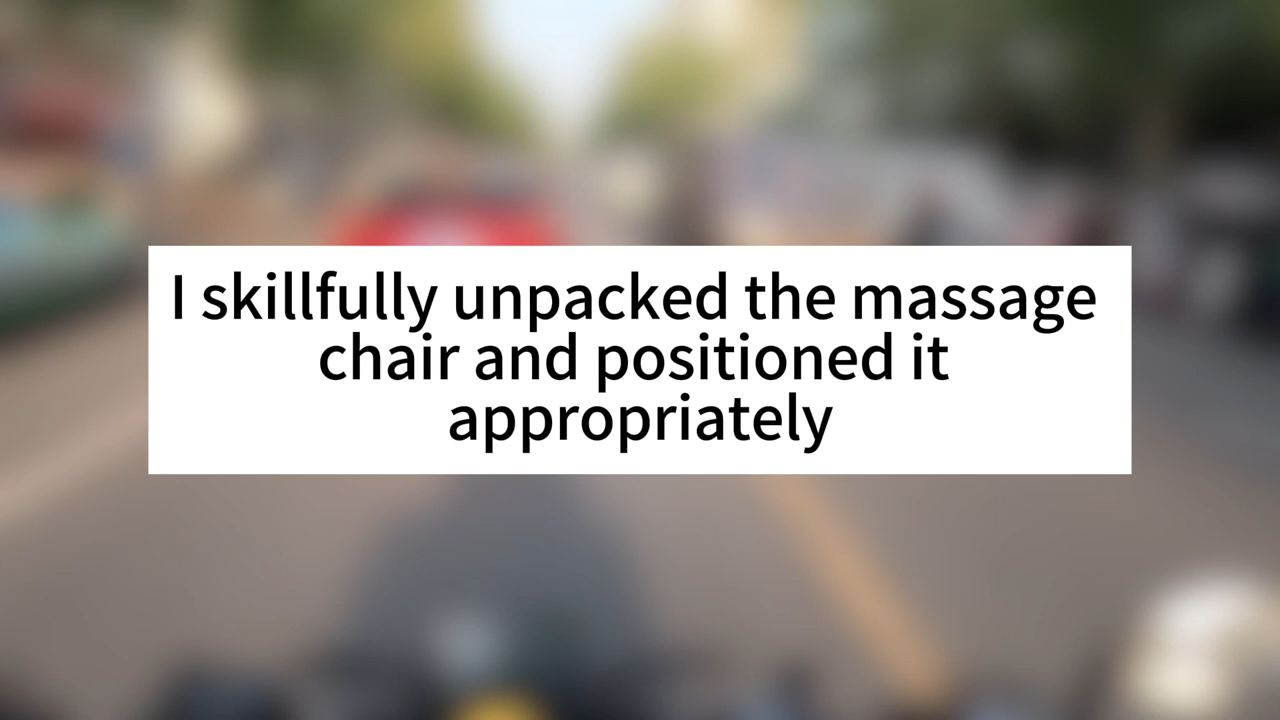 I skillfully unpacked the massage
chair and positioned it
appropriately